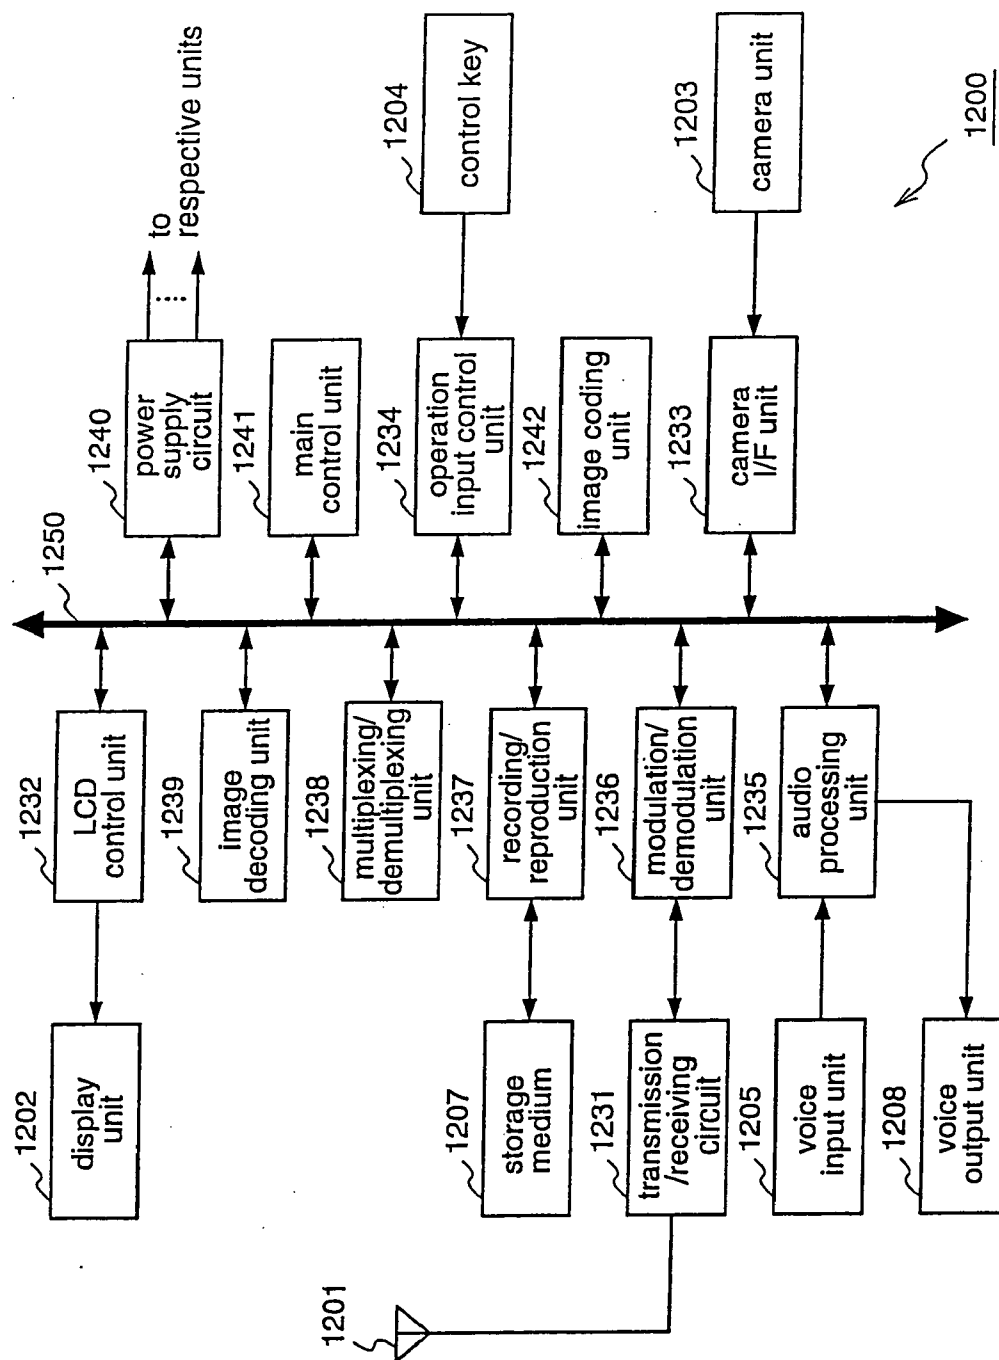 1250
1232
LCD
control unit
1202
display
unit
1239
image
decoding unit
1238
multiplexing/
demultiplexing
unit
1237
recording/
reproduction
unit
1207
storage
medium
1236
modulation/
demodulation
unit
1231
transmission
/receiving
circuit
1201
1235
audio
processing
unit
1205
voice
input unit
1208
voice
output unit
1240
power
supply
circuit
to
respective units
1241
main
control unit
1234
operation
input control
unit
1204
control key
1242
image coding
unit
1233
camera
I/F unit
1203
camera unit
1200